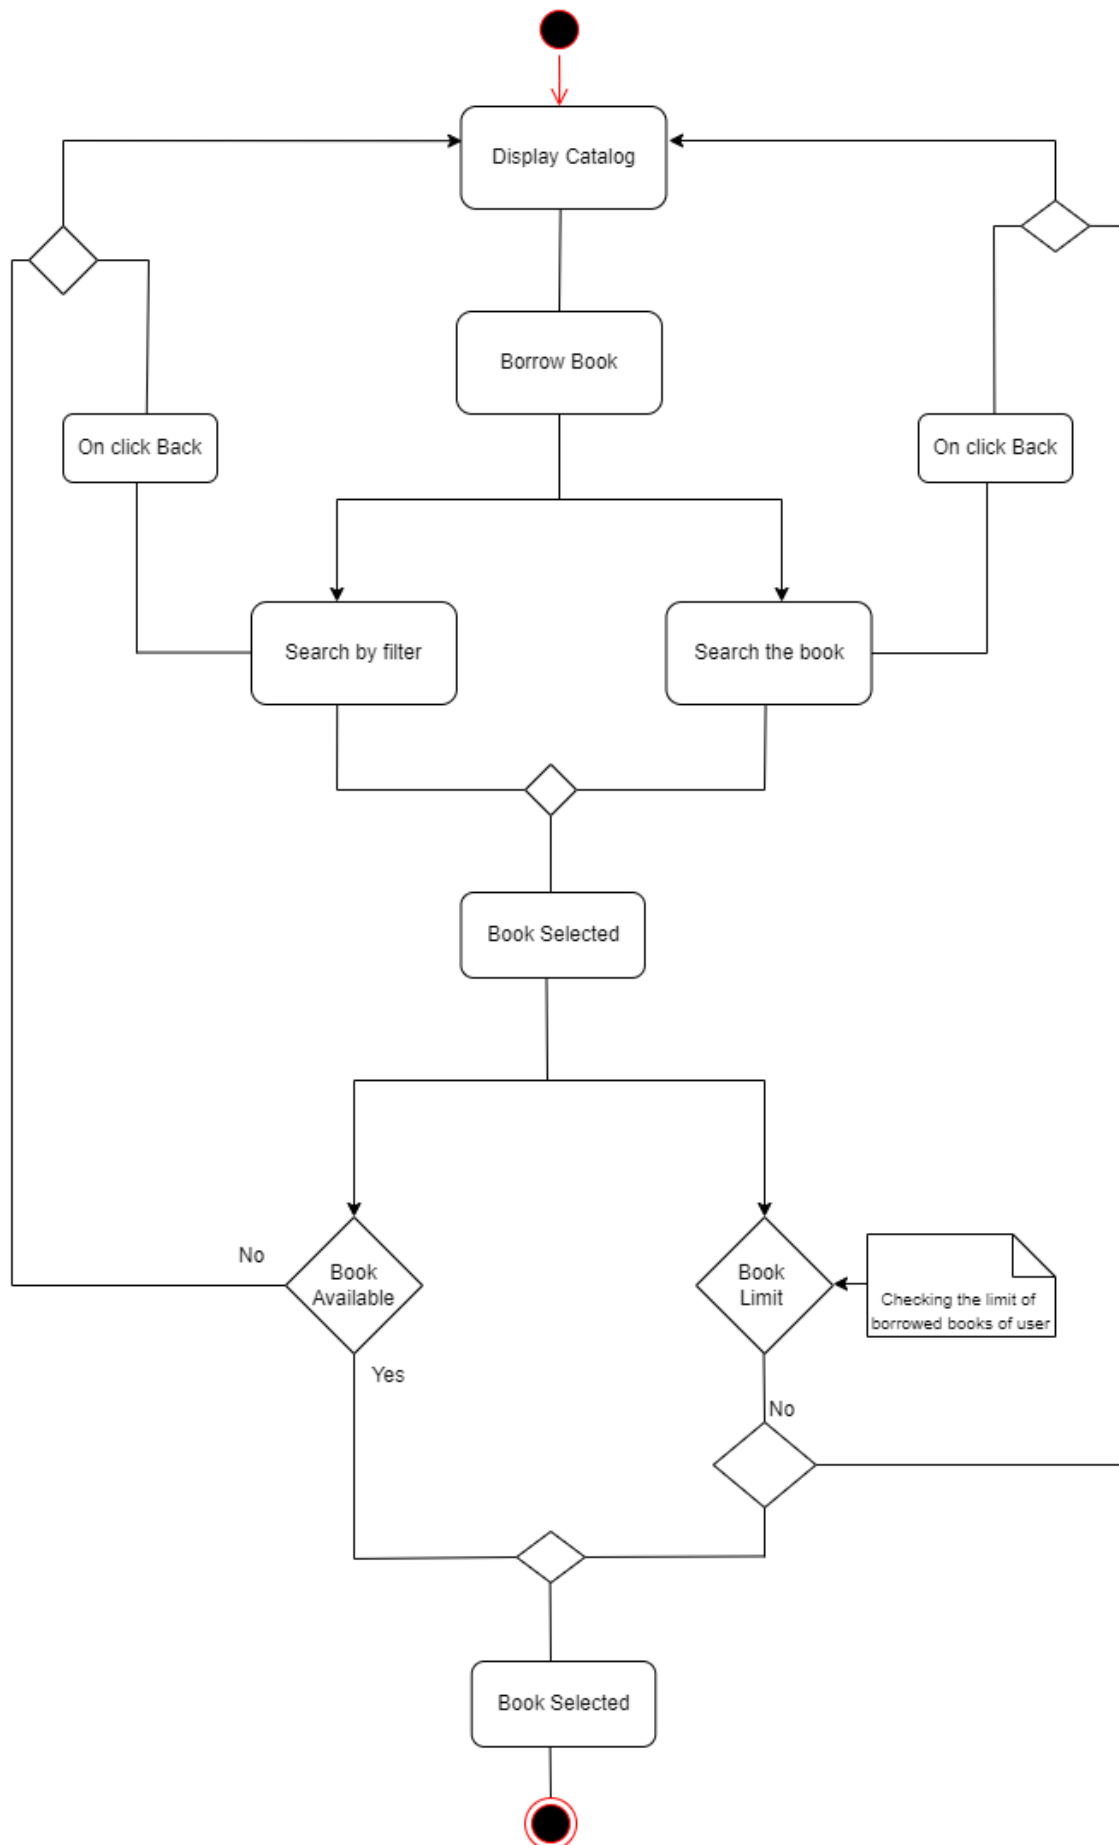 Display Catalog
Borrow Book
On click Back
On click Back
Search by filter
Search the book
Book Selected
No
Book
Available
Book
Limit
Checking the limit of
borrowed books of user
Yes
No
Book Selected